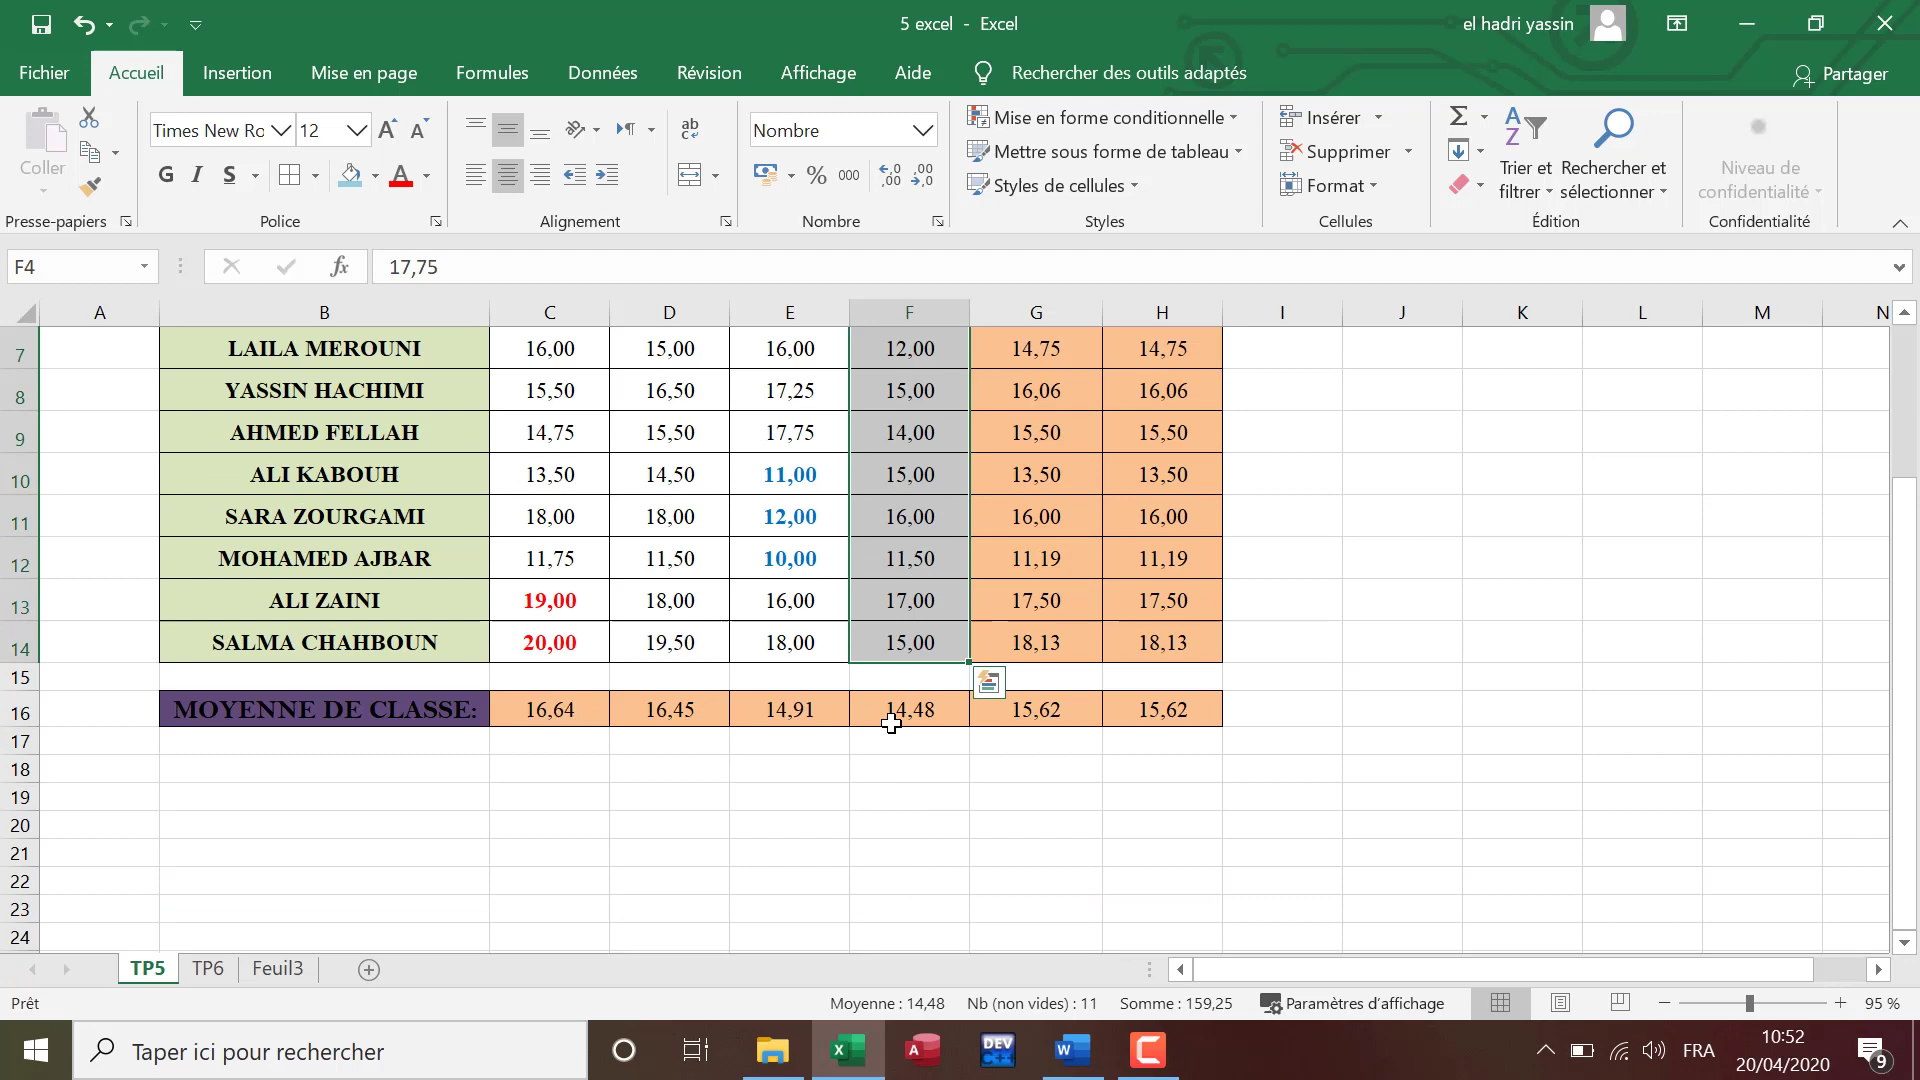 5 excel - Excel
el hadri yassin
Fichier Accueil Insertion Mise en page Formules Données Révision Affichage Aide Rechercher des outils adaptés Partager
Coller
Times New Ro 12
G I S
ab
Nombre
% 000
Mise en forme conditionnelle
Mettre sous forme de tableau
Styles de cellules
Insérer
Supprimer
Format
Trier et filtrer
Rechercher et sélectionner
Niveau de confidentialité
Presse-papiers Police Alignement Nombre Styles Cellules Édition Confidentialité
F4 fx 17,75
A B C D E F G H I J K L M N
7 LAILA MEROUNI 16,00 15,00 16,00 12,00 14,75 14,75
8 YASSIN HACHIMI 15,50 16,50 17,25 15,00 16,06 16,06
9 AHMED FELLAH 14,75 15,50 17,75 14,00 15,50 15,50
10 ALI KABOUH 13,50 14,50 11,00 15,00 13,50 13,50
11 SARA ZOURGAMI 18,00 18,00 12,00 16,00 16,00 16,00
12 MOHAMED AJBAR 11,75 11,50 10,00 11,50 11,19 11,19
13 ALI ZAINI 19,00 18,00 16,00 17,00 17,50 17,50
14 SALMA CHAHBOUN 20,00 19,50 18,00 15,00 18,13 18,13
15
16 MOYENNE DE CLASSE: 16,64 16,45 14,91 14,48 15,62 15,62
17
18
19
20
21
22
23
24
TP5 TP6 Feuil3
Prêt Moyenne : 14,48 Nb (non vides) : 11 Somme : 159,25 Paramètres d'affichage 95 %
Taper ici pour rechercher
DEV C++
FRA
10:52
20/04/2020
9